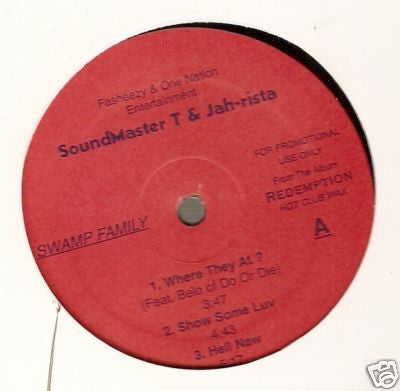 Fasheezy & One Nation
Entertainment
SoundMaster T & Jah-rista
FOR PROMOTIONAL
USE ONLY
From The Album
REDEMPTION
HOT CLUB WAX
SWAMP FAMILY
A
1. Where They At ?
(Feat. Belo of Do Or Die)
3:47
2. Show Some Luv
4:43
3. Hell Naw
ebY